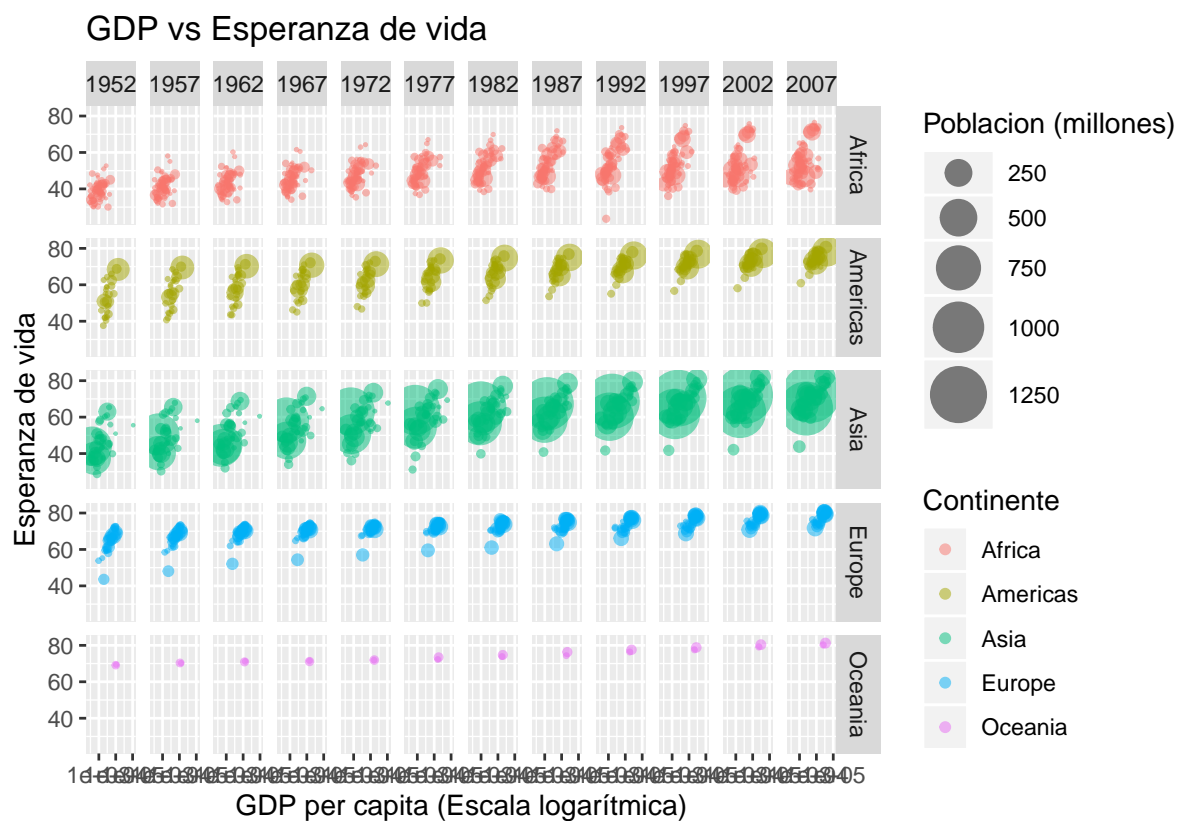 GDP vs Esperanza de vida
1952 1957 1962 1967 1972 1977 1982 1987 1992 1997 2002 2007
80
60
40
Africa
80
60
40
Americas
80
60
40
Asia
80
60
40
Europe
80
60
40
Oceania
Esperanza de vida
GDP per capita (Escala logarítmica)
Poblacion (millones)
250
500
750
1000
1250
Continente
Africa
Americas
Asia
Europe
Oceania